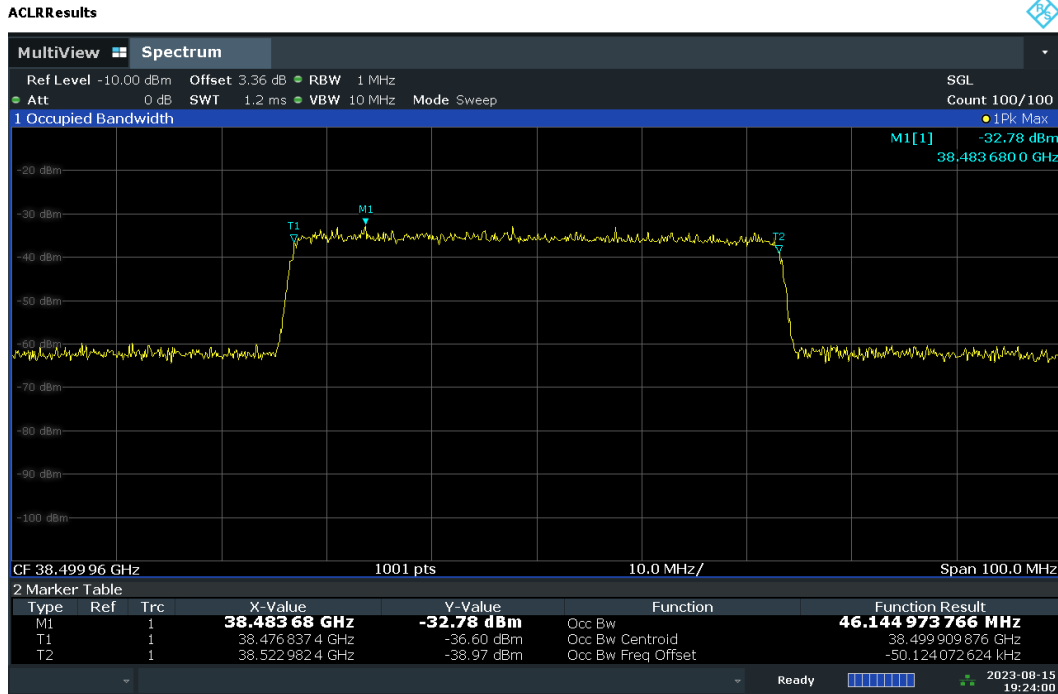 ACLRResults
R&S
MultiView Spectrum
Ref Level -10.00 dBm Offset 3.36 dB RBW 1 MHz SGL
Att 0 dB SWT 1.2 ms VBW 10 MHz Mode Sweep Count 100/100
1 Occupied Bandwidth 1Pk Max
M1[1] -32.78 dBm
38.483 680 0 GHz
-20 dBm
M1
-30 dBm
T1
T2
-40 dBm
-50 dBm
-60 dBm
-70 dBm
-80 dBm
-90 dBm
-100 dBm
CF 38.499 96 GHz 1001 pts 10.0 MHz/ Span 100.0 MHz
2 Marker Table
Type Ref Trc X-Value Y-Value Function Function Result
M1 1 38.483 68 GHz -32.78 dBm Occ Bw 46.144 973 766 MHz
T1 1 38.476 837 4 GHz -36.60 dBm Occ Bw Centroid 38.499 909 876 GHz
T2 1 38.522 982 4 GHz -38.97 dBm Occ Bw Freq Offset -50.124 072 624 kHz
Ready 2023-08-15
19:24:00